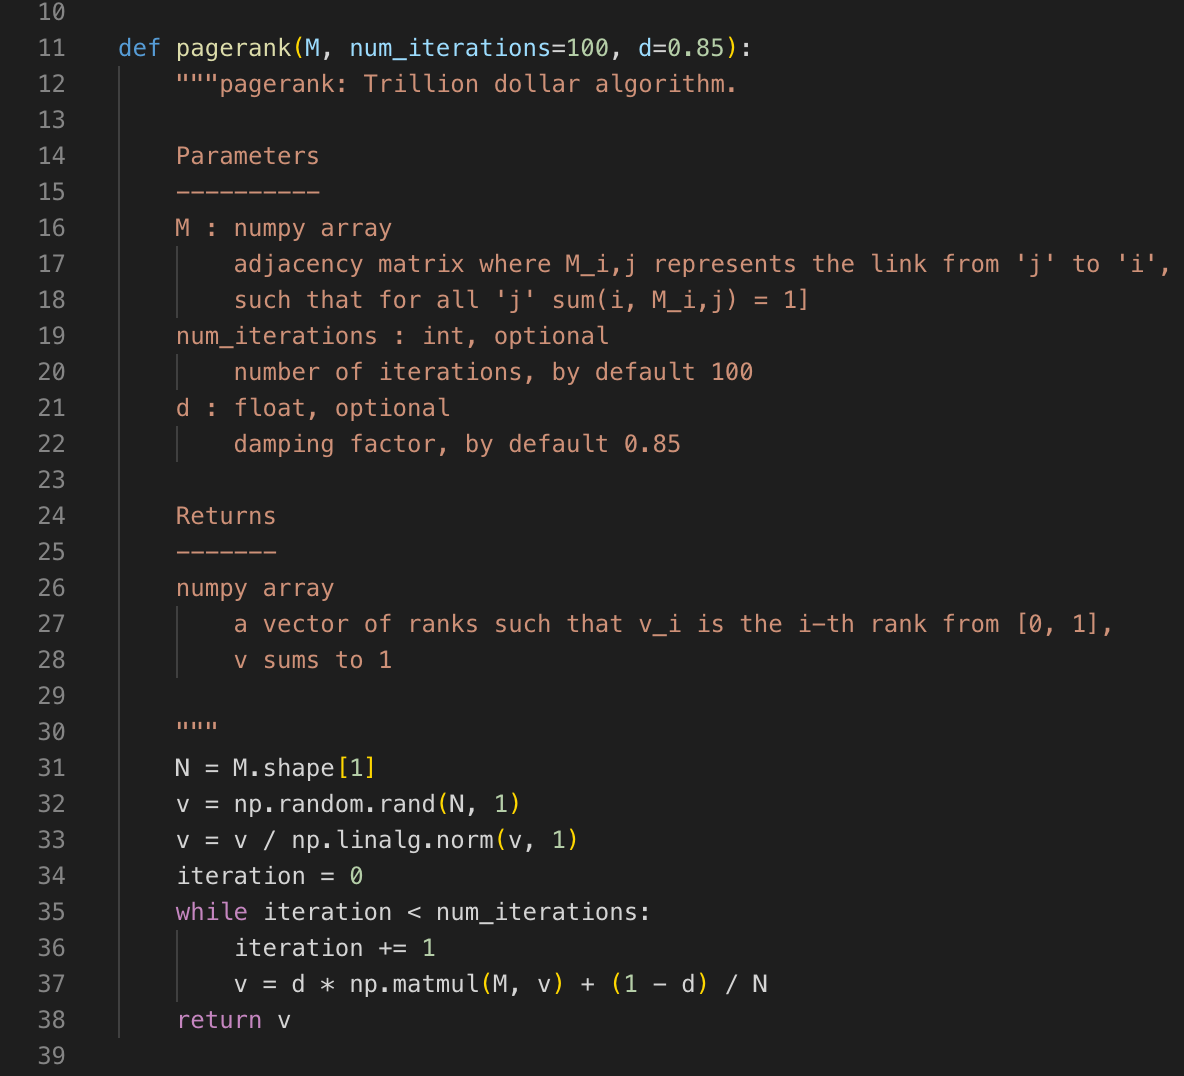 10
11 def pagerank(M, num_iterations=100, d=0.85):
12 """pagerank: Trillion dollar algorithm.
13
14 Parameters
15 ----------
16 M : numpy array
17 adjacency matrix where M_i,j represents the link from 'j' to 'i',
18 such that for all 'j' sum(i, M_i,j) = 1]
19 num_iterations : int, optional
20 number of iterations, by default 100
21 d : float, optional
22 damping factor, by default 0.85
23
24 Returns
25 -------
26 numpy array
27 a vector of ranks such that v_i is the i-th rank from [0, 1],
28 v sums to 1
29
30 """
31 N = M.shape[1]
32 v = np.random.rand(N, 1)
33 v = v / np.linalg.norm(v, 1)
34 iteration = 0
35 while iteration < num_iterations:
36 iteration += 1
37 v = d * np.matmul(M, v) + (1 - d) / N
38 return v
39